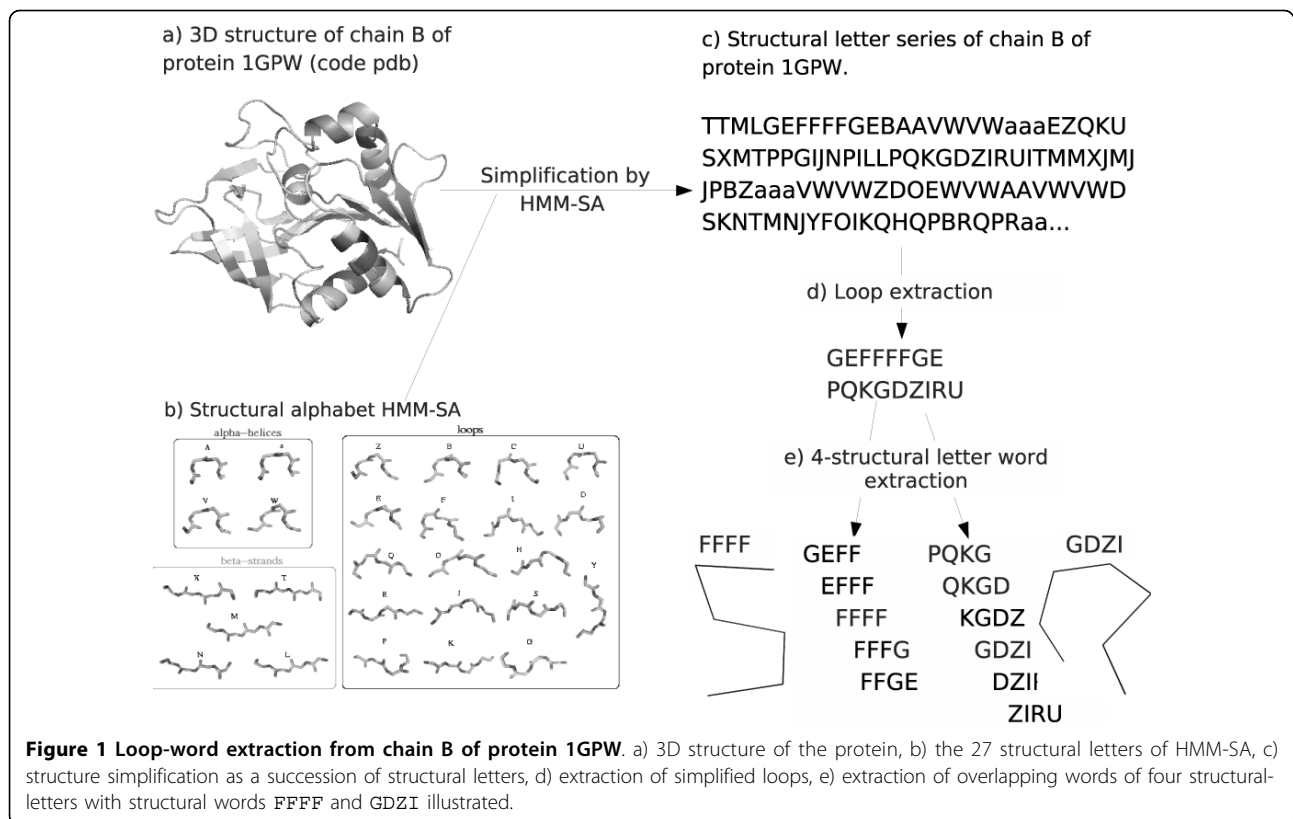 a) 3D structure of chain B of
protein 1GPW (code pdb)
c) Structural letter series of chain B of
protein 1GPW.
TTMLGEFFFFGEBAAVWVWaaaEZQKU
SXMTPPGIJNPILLPQKGDZIRUITMMXJMJ
JPBZaaaVWVWZDOEWVWAAVWVWD
SKNTMNJYFOIKQHQPBRQPRaa...
Simplification by
HMM-SA
d) Loop extraction
GEFFFFGE
PQKGDZIRU
b) Structural alphabet HMM-SA
alpha-helices
A
V W
beta-strands
X T
M
N L
loops
Z B C
E F I D
Q O H Y
R S
K G
e) 4-structural letter word
extraction
FFFF
GEFF
EFFF
FFFF
FFFG
FFGE
PQKG
QKGD
KGDZ
GDZI
ZIRU
GDZI
Figure 1 Loop-word extraction from chain B of protein 1GPW. a) 3D structure of the protein, b) the 27 structural letters of HMM-SA, c)
structure simplification as a succession of structural letters, d) extraction of simplified loops, e) extraction of overlapping words of four structural-
letters with structural words FFFF and GDZI illustrated.